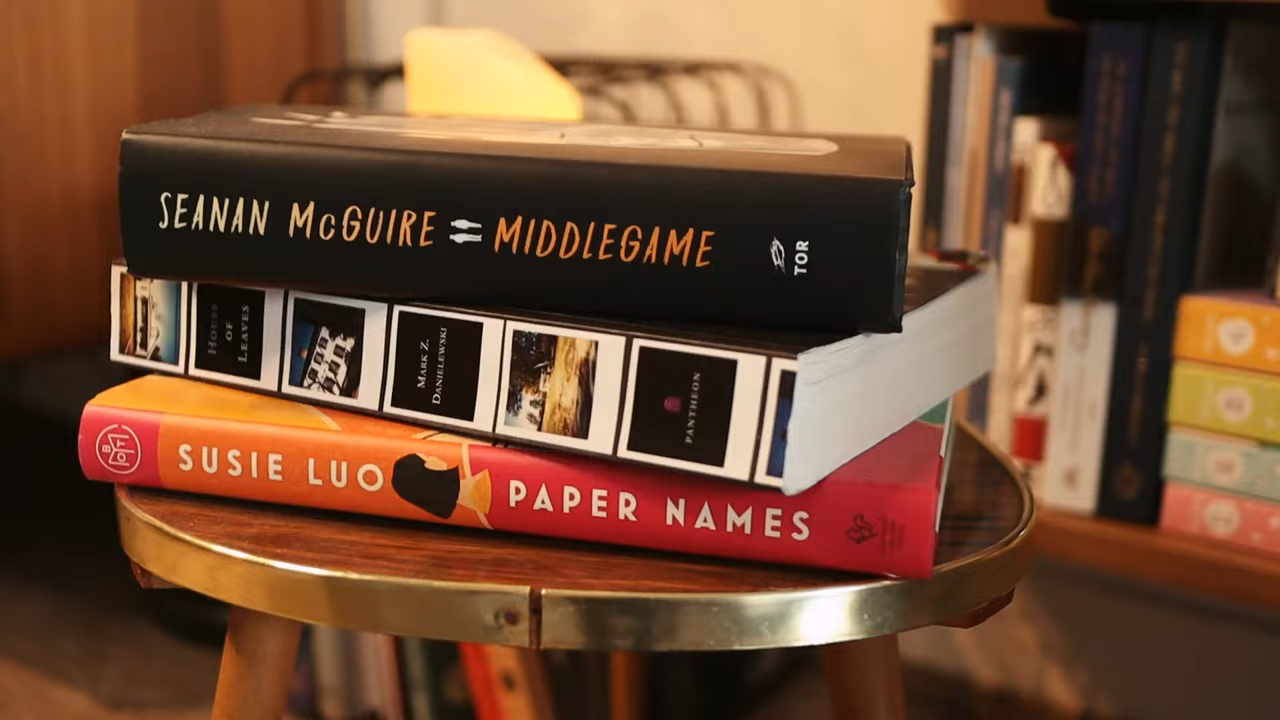 SEANAN McGUIRE MIDDLEGAME TOR
HOUSE
OF
LEAVES
MARK Z.
DANIELEWSKI
PANTHEON
BOTM
SUSIE LUO PAPER NAMES